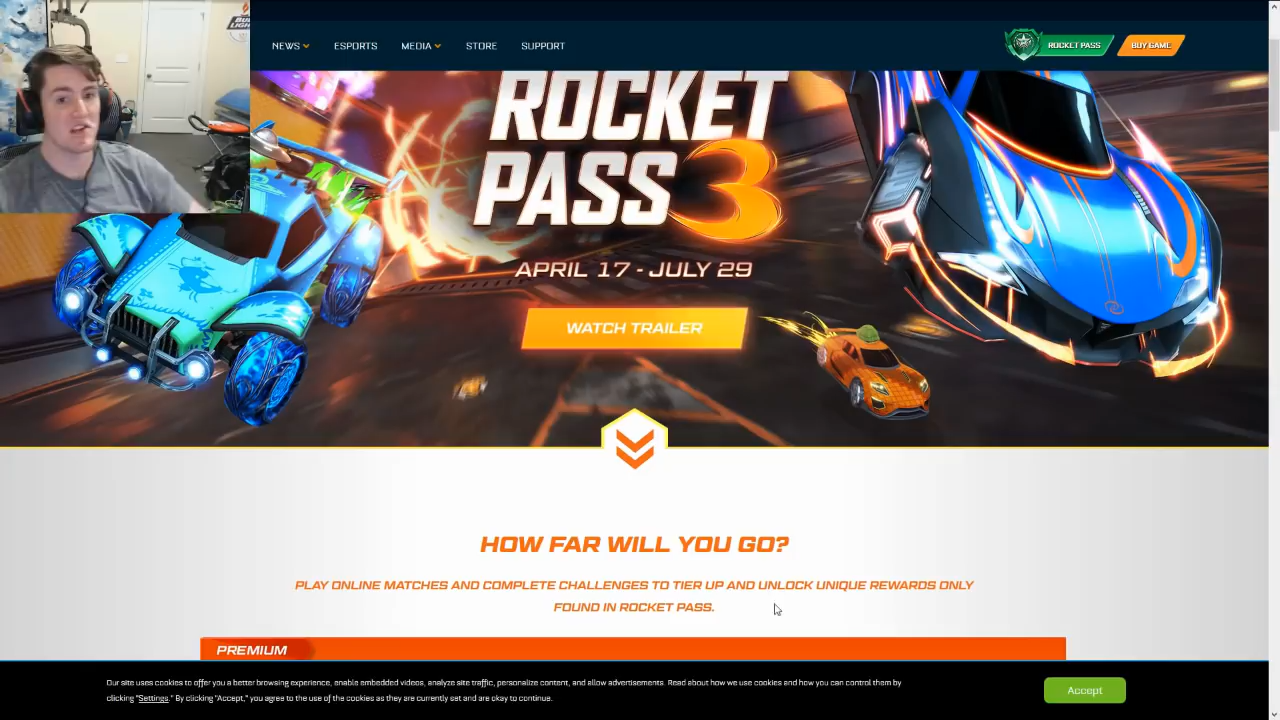 NEWS
ESPORTS
MEDIA
STORE
SUPPORT
ROCKET PASS
BUY GAME
BUD
LIGHT
ROCKET
PASS 3
APRIL 17 - JULY 29
WATCH TRAILER
HOW FAR WILL YOU GO?
PLAY ONLINE MATCHES AND COMPLETE CHALLENGES TO TIER UP AND UNLOCK UNIQUE REWARDS ONLY
FOUND IN ROCKET PASS.
PREMIUM
Our site uses cookies to offer you a better browsing experience, enable embedded videos, analyze site traffic, personalize content, and allow advertisements. Read about how we use cookies and how you can control them by
clicking "Settings." By clicking "Accept," you agree to the use of the cookies as they are currently set and are okay to continue.
Accept